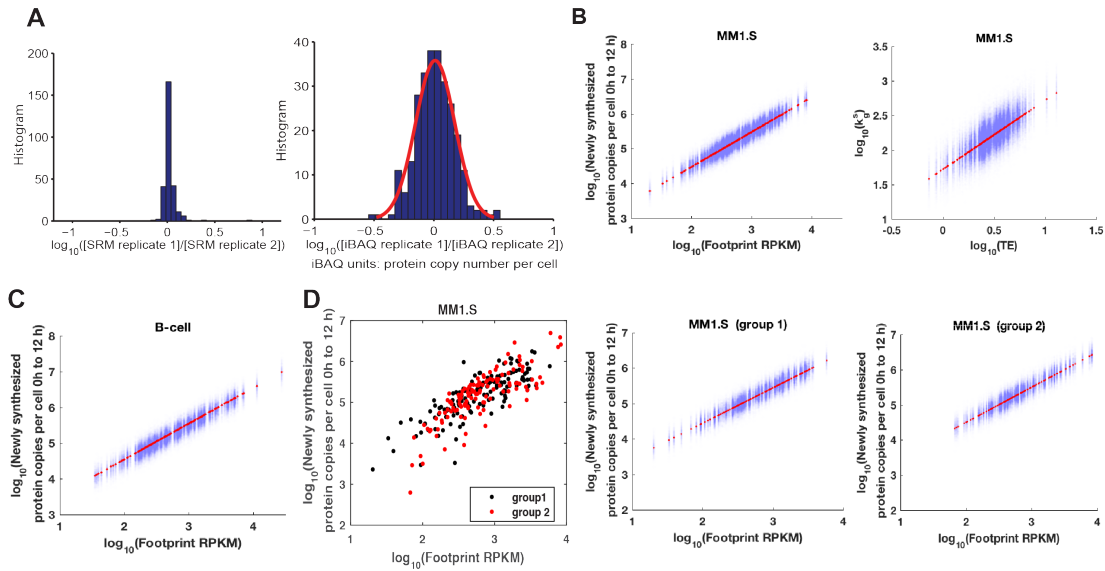 A
200
150
100
50
0
Histogram
−1
−0.5
0
0.5
1
log10([SRM replicate 1]/[SRM replicate 2])
40
30
20
10
0
Histogram
−1
−0.5
0
0.5
1
log10([iBAQ replicate 1]/[iBAQ replicate 2])
iBAQ units: protein copy number per cell
B
MM1.S
8
7
6
5
4
3
log10(Newly synthesized
protein copies per cell 0h to 12 h)
1
2
3
4
log10(Footprint RPKM)
MM1.S
3.5
3.0
2.5
2.0
1.5
1
log10(kgs)
-0.5
0
0.5
1.0
1.5
log10(TE)
C
B-cell
8
7
6
5
4
3
2
log10(Newly synthesized
protein copies per cell 0h to 12 h)
1
2
3
4
log10(Footprint RPKM)
D
MM1.S
7
6
5
4
3
2
log10(Newly synthesized
protein copies per cell 0h to 12 h)
group1
group 2
1
2
3
4
log10(Footprint RPKM)
MM1.S (group 1)
7
6
5
4
3
2
log10(Newly synthesized
protein copies per cell 0h to 12 h)
1
2
3
4
log10(Footprint RPKM)
MM1.S (group 2)
7
6
5
4
3
2
log10(Newly synthesized
protein copies per cell 0h to 12 h)
1
2
3
4
log10(Footprint RPKM)